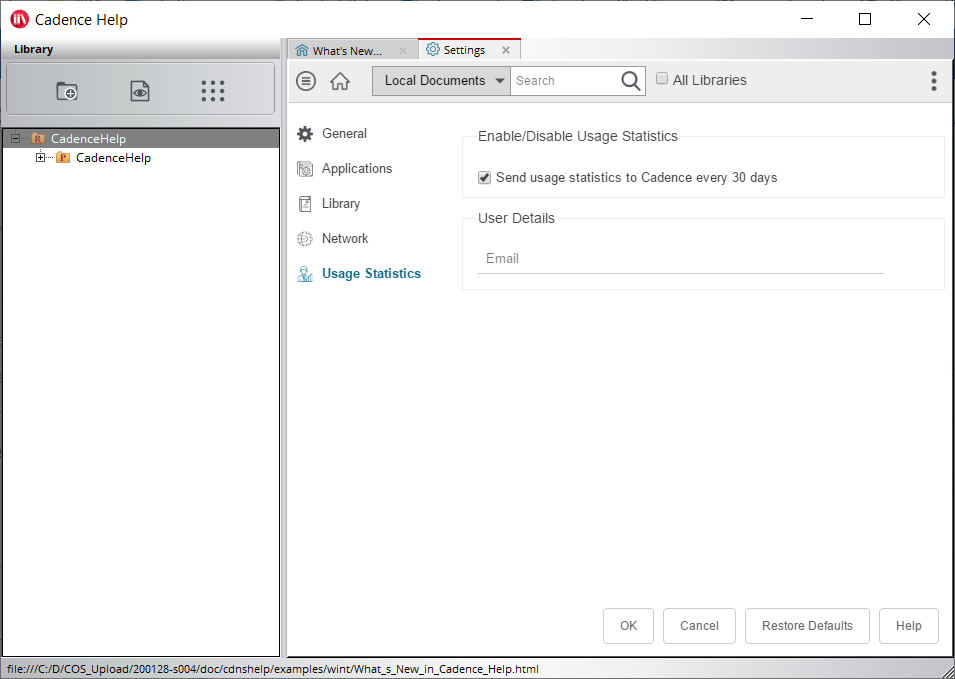 Cadence Help
Library
What's New...
Settings
Local Documents
Search
All Libraries
R CadenceHelp
P CadenceHelp
General
Applications
Library
Network
Usage Statistics
Enable/Disable Usage Statistics
Send usage statistics to Cadence every 30 days
User Details
Email
OK
Cancel
Restore Defaults
Help
file:///C:/D/COS_Upload/200128-s004/doc/cdnshelp/examples/wint/What_s_New_in_Cadence_Help.html